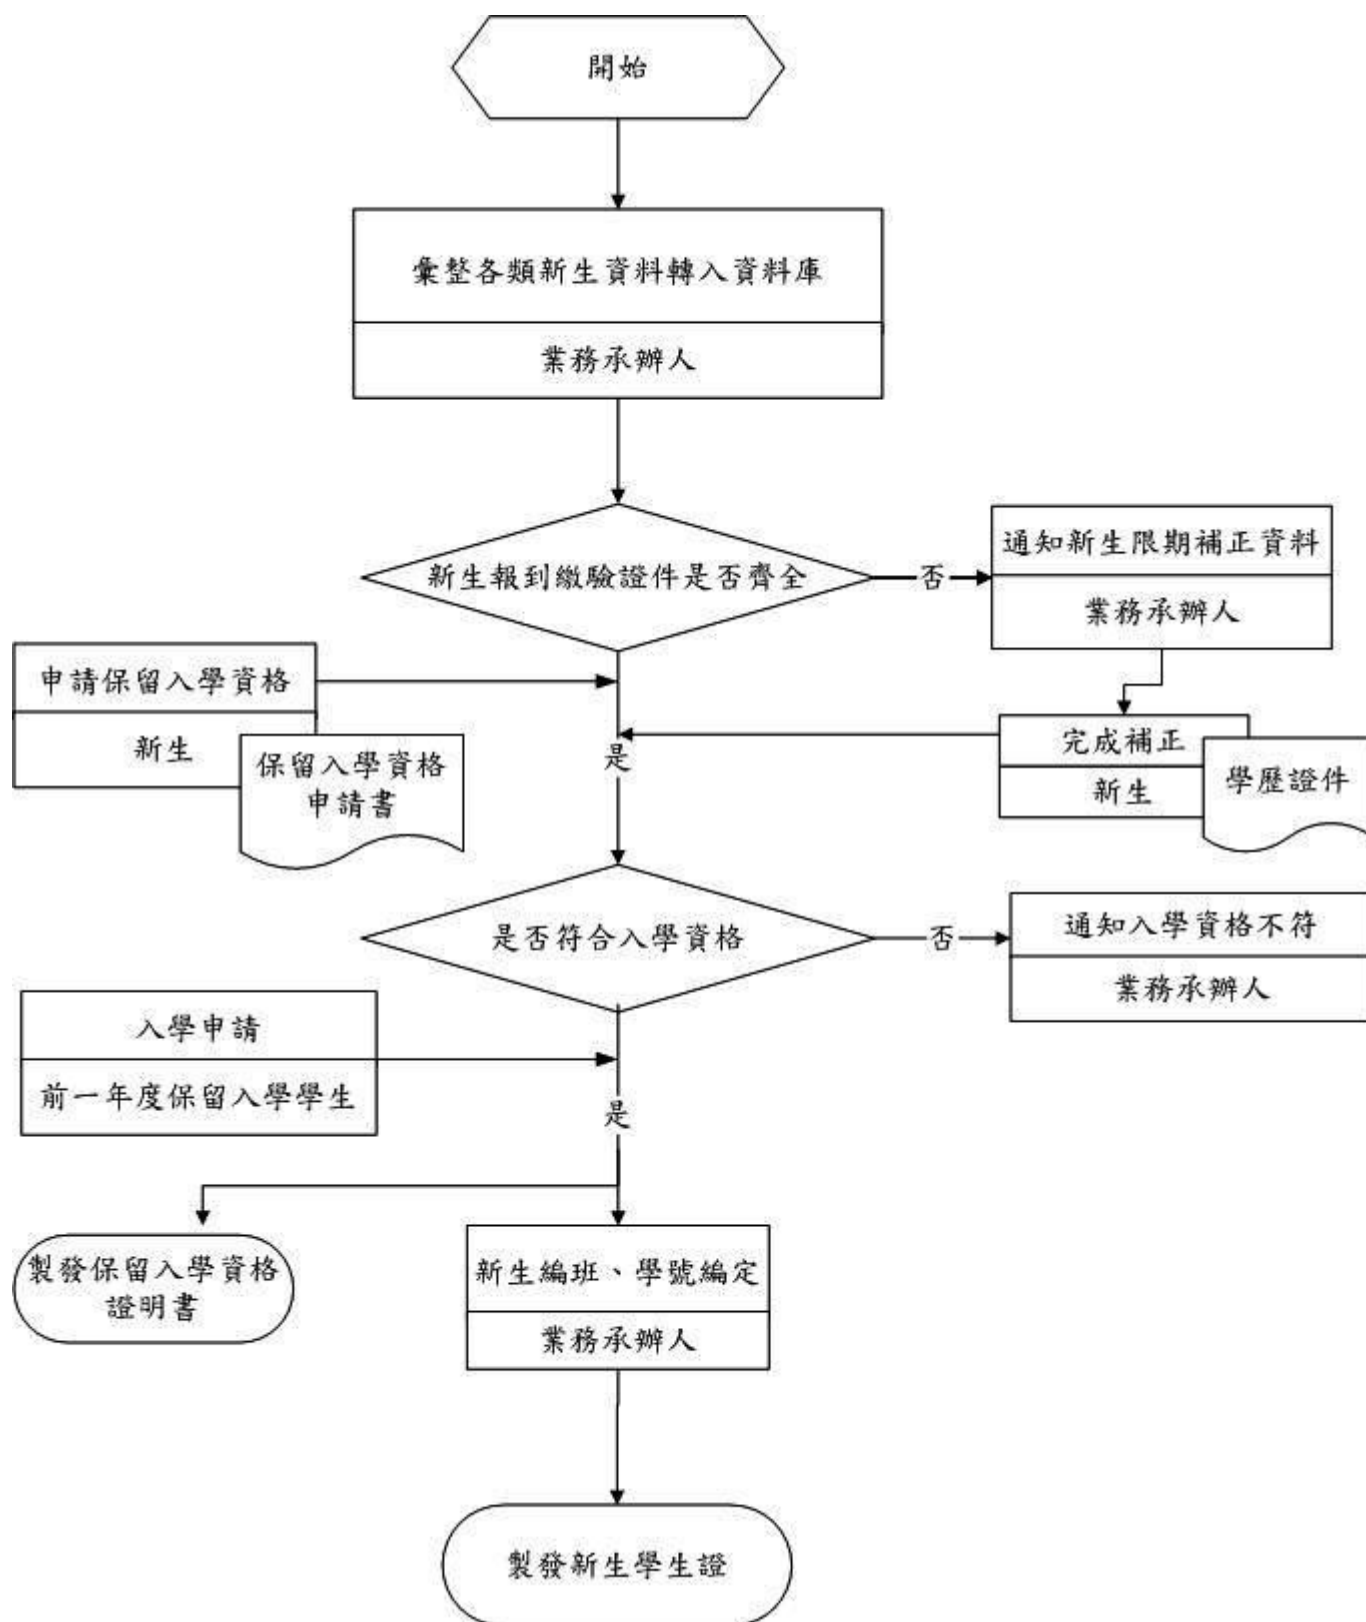 開始
彙整各類新生資料轉入資料庫
業務承辦人
新生報到繳驗證件是否齊全
否
通知新生限期補正資料
業務承辦人
申請保留入學資格
新生
保留入學資格
申請書
是
完成補正
新生
學歷證件
是否符合入學資格
否
通知入學資格不符
業務承辦人
入學申請
前一年度保留入學學生
是
製發保留入學資格
證明書
新生編班、學號編定
業務承辦人
製發新生學生證